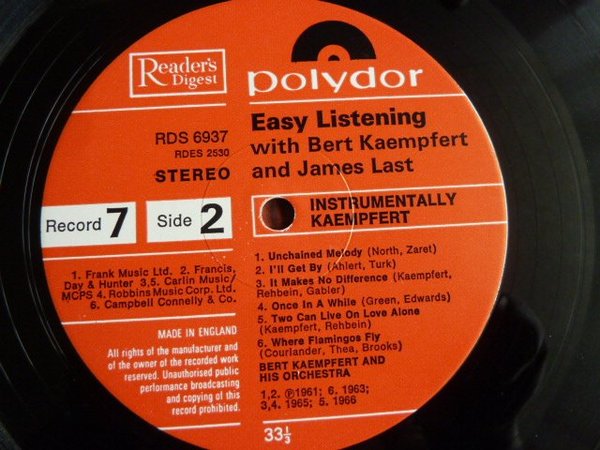 Reader's
Digest
polydor
RDS 6937
RDES 2530
STEREO
Easy Listening
with Bert Kaempfert
and James Last
Record 7 Side 2
INSTRUMENTALLY
KAEMPFERT
1. Frank Music Ltd. 2. Francis,
Day & Hunter 3,5. Carlin Music/
MCPS 4. Robbins Music Corp. Ltd.
6. Campbell Connelly & Co.
1. Unchained Melody (North, Zaret)
2. I'll Get By (Ahlert, Turk)
3. It Makes No Difference (Kaempfert,
Rehbein, Gabler)
4. Once In A While (Green, Edwards)
5. Two Can Live On Love Alone
(Kaempfert, Rehbein)
6. Where Flamingos Fly
(Courlander, Thea, Brooks)
BERT KAEMPFERT AND
HIS ORCHESTRA
1,2. ℗1961; 6. 1963;
3,4. 1965; 5. 1966
MADE IN ENGLAND
All rights of the manufacturer and
of the owner of the recorded work
reserved. Unauthorised public
performance broadcasting
and copying of this
record prohibited.
33⅓